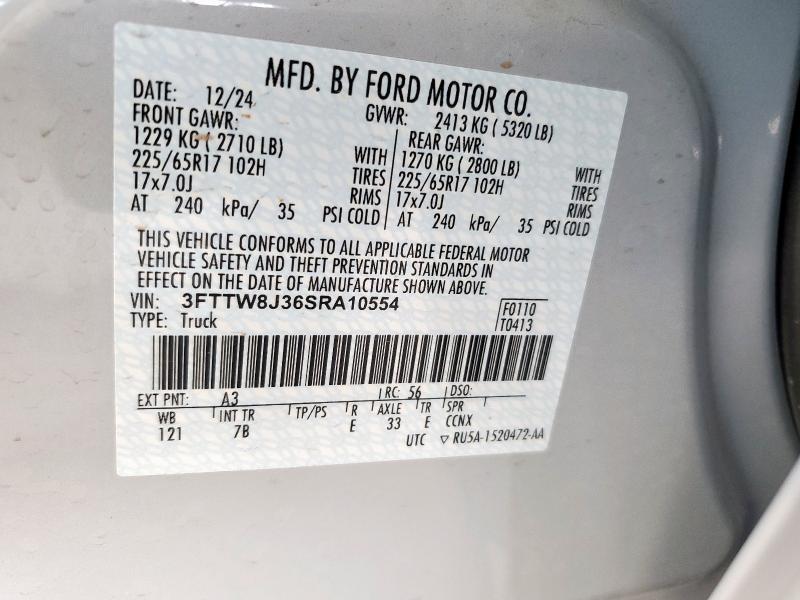 MFD. BY FORD MOTOR CO.
DATE: 12/24
GVWR: 2413 KG ( 5320 LB)
FRONT GAWR:
1229 KG ( 2710 LB) WITH
225/65R17 102H TIRES
17x7.0J RIMS
AT 240 kPa/ 35 PSI COLD
REAR GAWR:
1270 KG ( 2800 LB) WITH
225/65R17 102H TIRES
17x7.0J RIMS
AT 240 kPa/ 35 PSI COLD
THIS VEHICLE CONFORMS TO ALL APPLICABLE FEDERAL MOTOR
VEHICLE SAFETY AND THEFT PREVENTION STANDARDS IN
EFFECT ON THE DATE OF MANUFACTURE SHOWN ABOVE.
VIN: 3FTTW8J36SRA10554
TYPE: Truck
F0110
T0413
EXT PNT: A3 RC: 56 DSO:
WB INT TR TP/PS R AXLE TR SPR
121 7B E 33 E CCNX
UTC ▽ RU5A-1520472-AA